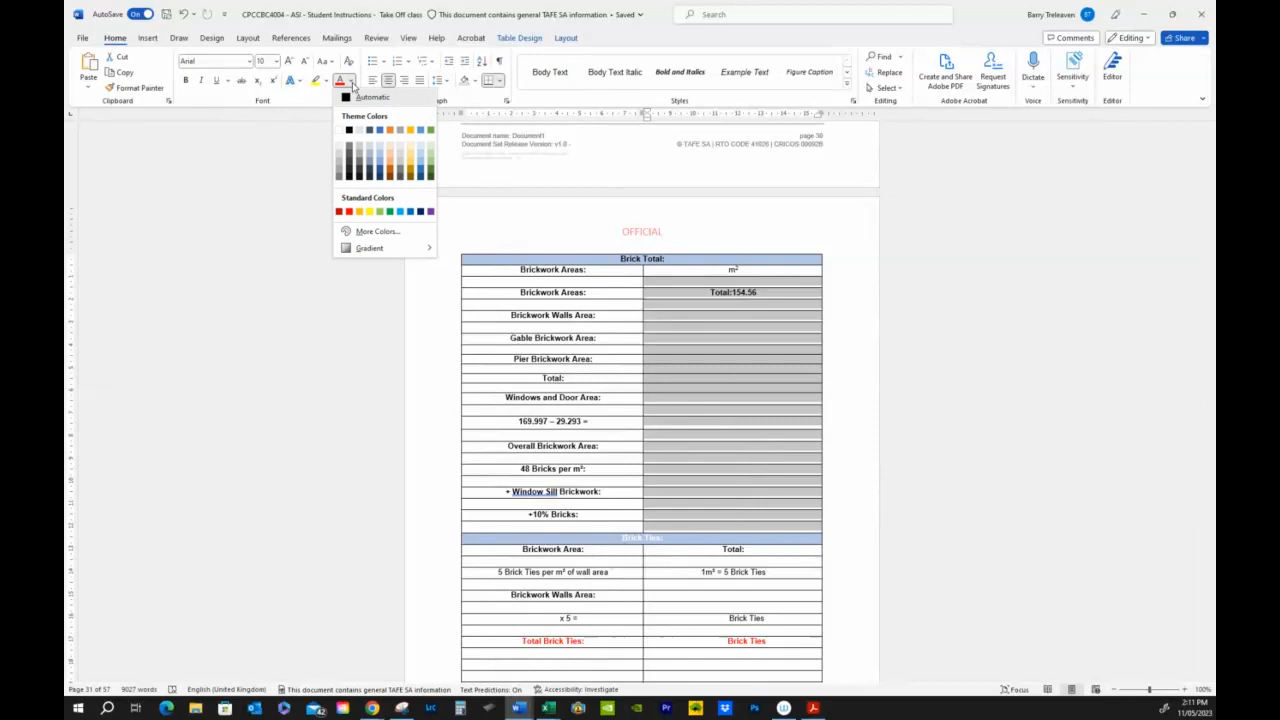 AutoSave On CPCCBC4004 - AS1 - Student Instructions - Take Off class This document contains general TAFE SA information • Saved Search Barry Treleaven BT
File Home Insert Draw Design Layout References Mailings Review View Help Acrobat Table Design Layout Comments Editing Share
Paste Cut Copy Format Painter Clipboard
Arial 10 Font
Styles
Body Text Body Text Italic Bold and Italics Example Text Figure Caption
Find Replace Select Editing
Create and Share Adobe PDF Request Signatures Adobe Acrobat
Dictate Voice
Sensitivity Sensitivity
Editor Editor
Automatic
Theme Colors
Standard Colors
More Colors...
Gradient
Document name: Document1 page 30
Document Set Release Version: v1.0 - © TAFE SA | RTO CODE 41026 | CRICOS 00092B
OFFICIAL
Brick Total:
Brickwork Areas: m²
Brickwork Areas: Total:154.56
Brickwork Walls Area:
Gable Brickwork Area:
Pier Brickwork Area:
Total:
Windows and Door Area:
169.997 – 29.293 =
Overall Brickwork Area:
48 Bricks per m²:
+ Window Sill Brickwork:
+10% Bricks:
Brick Ties:
Brickwork Area: Total:
5 Brick Ties per m² of wall area 1m² = 5 Brick Ties
Brickwork Walls Area:
x 5 = Brick Ties
Total Brick Ties: Brick Ties
Page 31 of 57 9027 words English (United Kingdom) This document contains general TAFE SA information Text Predictions: On Accessibility: Investigate Focus 100%
2:11 PM
11/05/2023